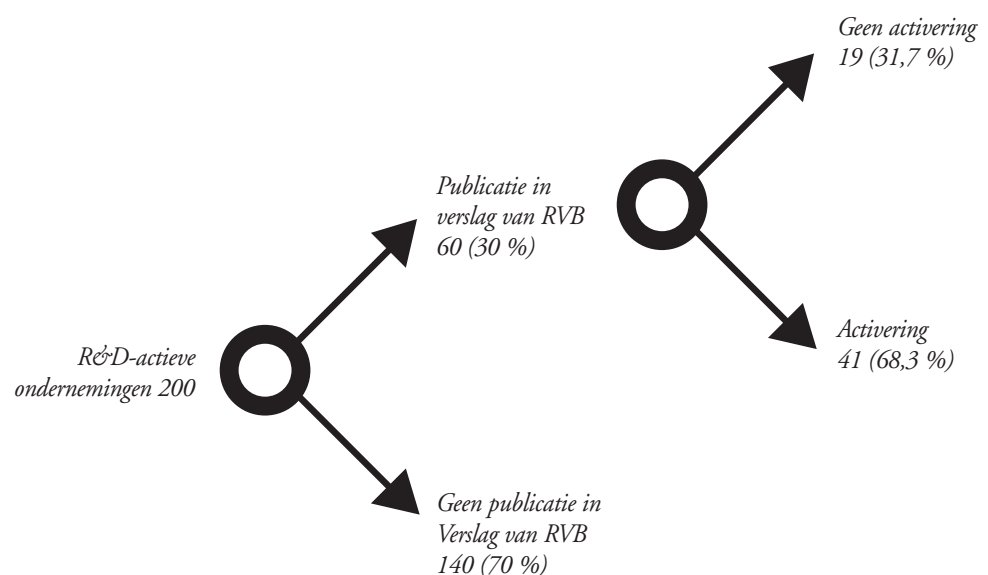 R&D-actieve
ondernemingen 200
Publicatie in
verslag van RVB
60 (30 %)
Geen publicatie in
Verslag van RVB
140 (70 %)
Geen activering
19 (31,7 %)
Activering
41 (68,3 %)